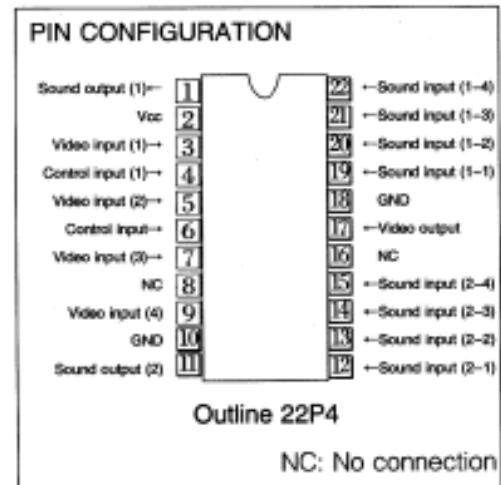 PIN CONFIGURATION
Sound output (1)← 1 22 ←Sound input (1-4)
Vcc 2 21 ←Sound input (1-3)
Video input (1)→ 3 20 ←Sound input (1-2)
Control input (1)→ 4 19 ←Sound input (1-1)
Video input (2)→ 5 18 GND
Control input→ 6 17 ←Video output
Video input (3)→ 7 16 NC
NC 8 15 ←Sound input (2-4)
Video input (4) 9 14 ←Sound input (2-3)
GND 10 13 ←Sound input (2-2)
Sound output (2) 11 12 ←Sound input (2-1)
Outline 22P4
NC: No connection